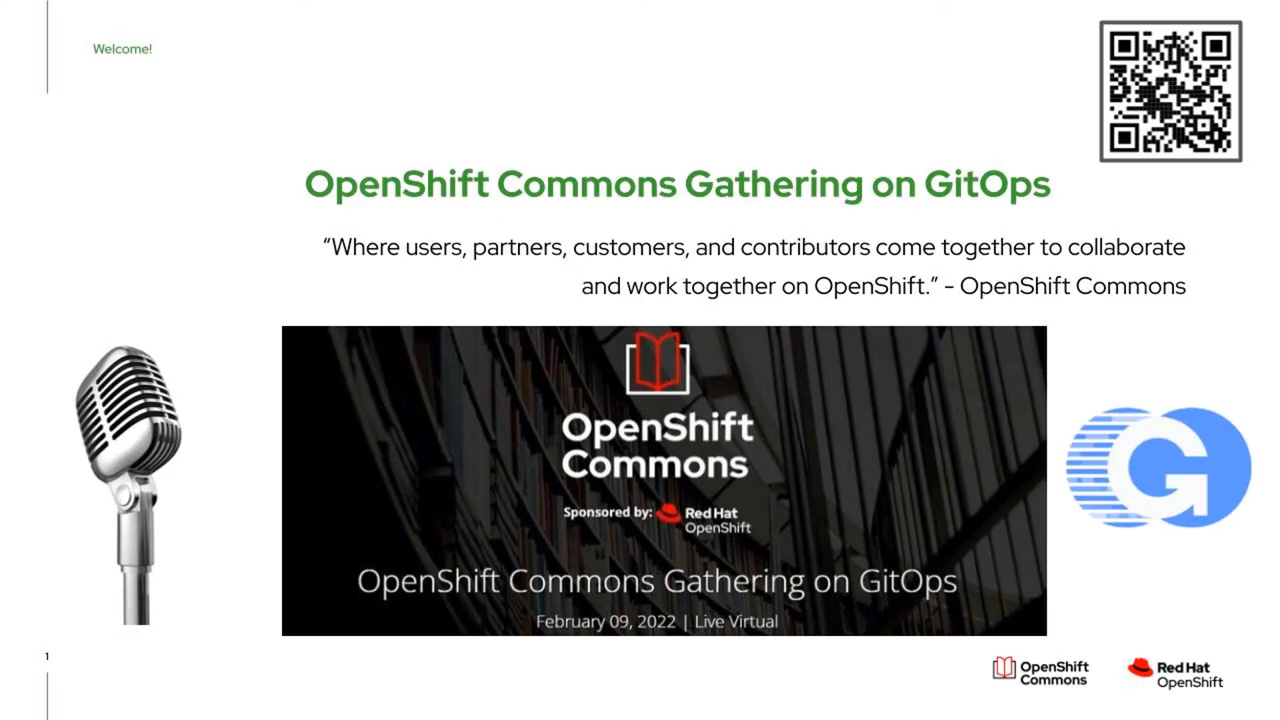 Welcome!
OpenShift Commons Gathering on GitOps
“Where users, partners, customers, and contributors come together to collaborate
and work together on OpenShift.” - OpenShift Commons
OpenShift
Commons
Sponsored by: Red Hat
OpenShift
OpenShift Commons Gathering on GitOps
February 09, 2022 | Live Virtual
G
1
OpenShift
Commons
Red Hat
OpenShift